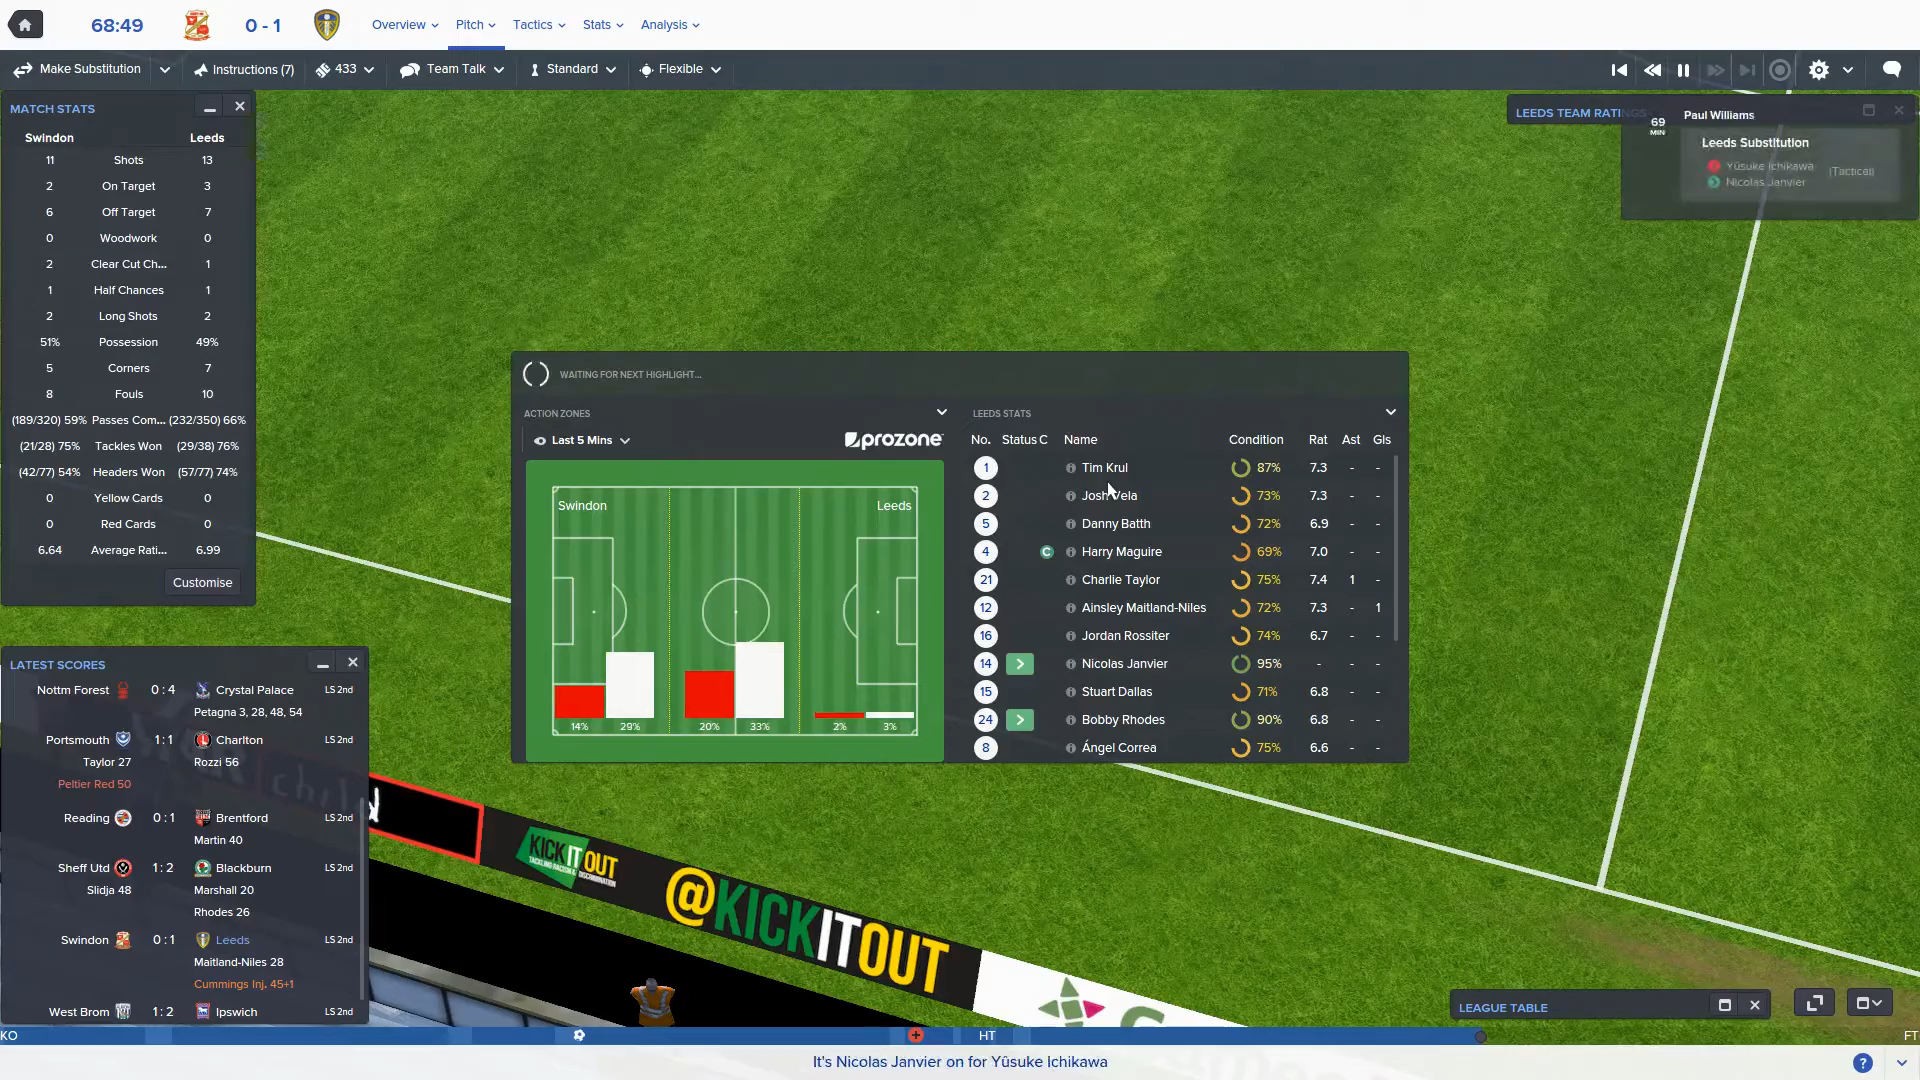 68:49
0 - 1
Overview
Pitch
Tactics
Stats
Analysis
Make Substitution
Instructions (7)
433
Team Talk
Standard
Flexible
MATCH STATS
Swindon Leeds
11 Shots 13
2 On Target 3
6 Off Target 7
0 Woodwork 0
2 Clear Cut Ch... 1
1 Half Chances 1
2 Long Shots 2
51% Possession 49%
5 Corners 7
8 Fouls 10
(189/320) 59% Passes Com... (232/350) 66%
(21/28) 75% Tackles Won (29/38) 76%
(42/77) 54% Headers Won (57/77) 74%
0 Yellow Cards 0
0 Red Cards 0
6.64 Average Rati... 6.99
Customise
LEEDS TEAM RATINGS
69 MIN
Paul Williams
Leeds Substitution
Yûsuke Ichikawa
Nicolas Janvier
(Tactical)
WAITING FOR NEXT HIGHLIGHT...
ACTION ZONES
Last 5 Mins
prozone
Swindon Leeds
14% 29% 20% 33% 2% 3%
LEEDS STATS
No. Status C Name Condition Rat Ast Gls
1 Tim Krul 87% 7.3 - -
2 Josh Vela 73% 7.3 - -
5 Danny Batth 72% 6.9 - -
4 C Harry Maguire 69% 7.0 - -
21 Charlie Taylor 75% 7.4 1 -
12 Ainsley Maitland-Niles 72% 7.3 - 1
16 Jordan Rossiter 74% 6.7 - -
14 Nicolas Janvier 95% - - -
15 Stuart Dallas 71% 6.8 - -
24 Bobby Rhodes 90% 6.8 - -
8 Ángel Correa 75% 6.6 - -
LATEST SCORES
Nottm Forest 0 : 4 Crystal Palace LS 2nd
Petagna 3, 28, 48, 54
Portsmouth 1 : 1 Charlton LS 2nd
Taylor 27 Rozzi 56
Peltier Red 50
Reading 0 : 1 Brentford LS 2nd
Martin 40
Sheff Utd 1 : 2 Blackburn LS 2nd
Slidja 48 Marshall 20
Rhodes 26
Swindon 0 : 1 Leeds LS 2nd
Maitland-Niles 28
Cummings Inj. 45+1
West Brom 1 : 2 Ipswich LS 2nd
KICK IT OUT
TACKLING RACISM & DISCRIMINATION
@KICKITOUT
LEAGUE TABLE
KO HT FT
It's Nicolas Janvier on for Yûsuke Ichikawa
?